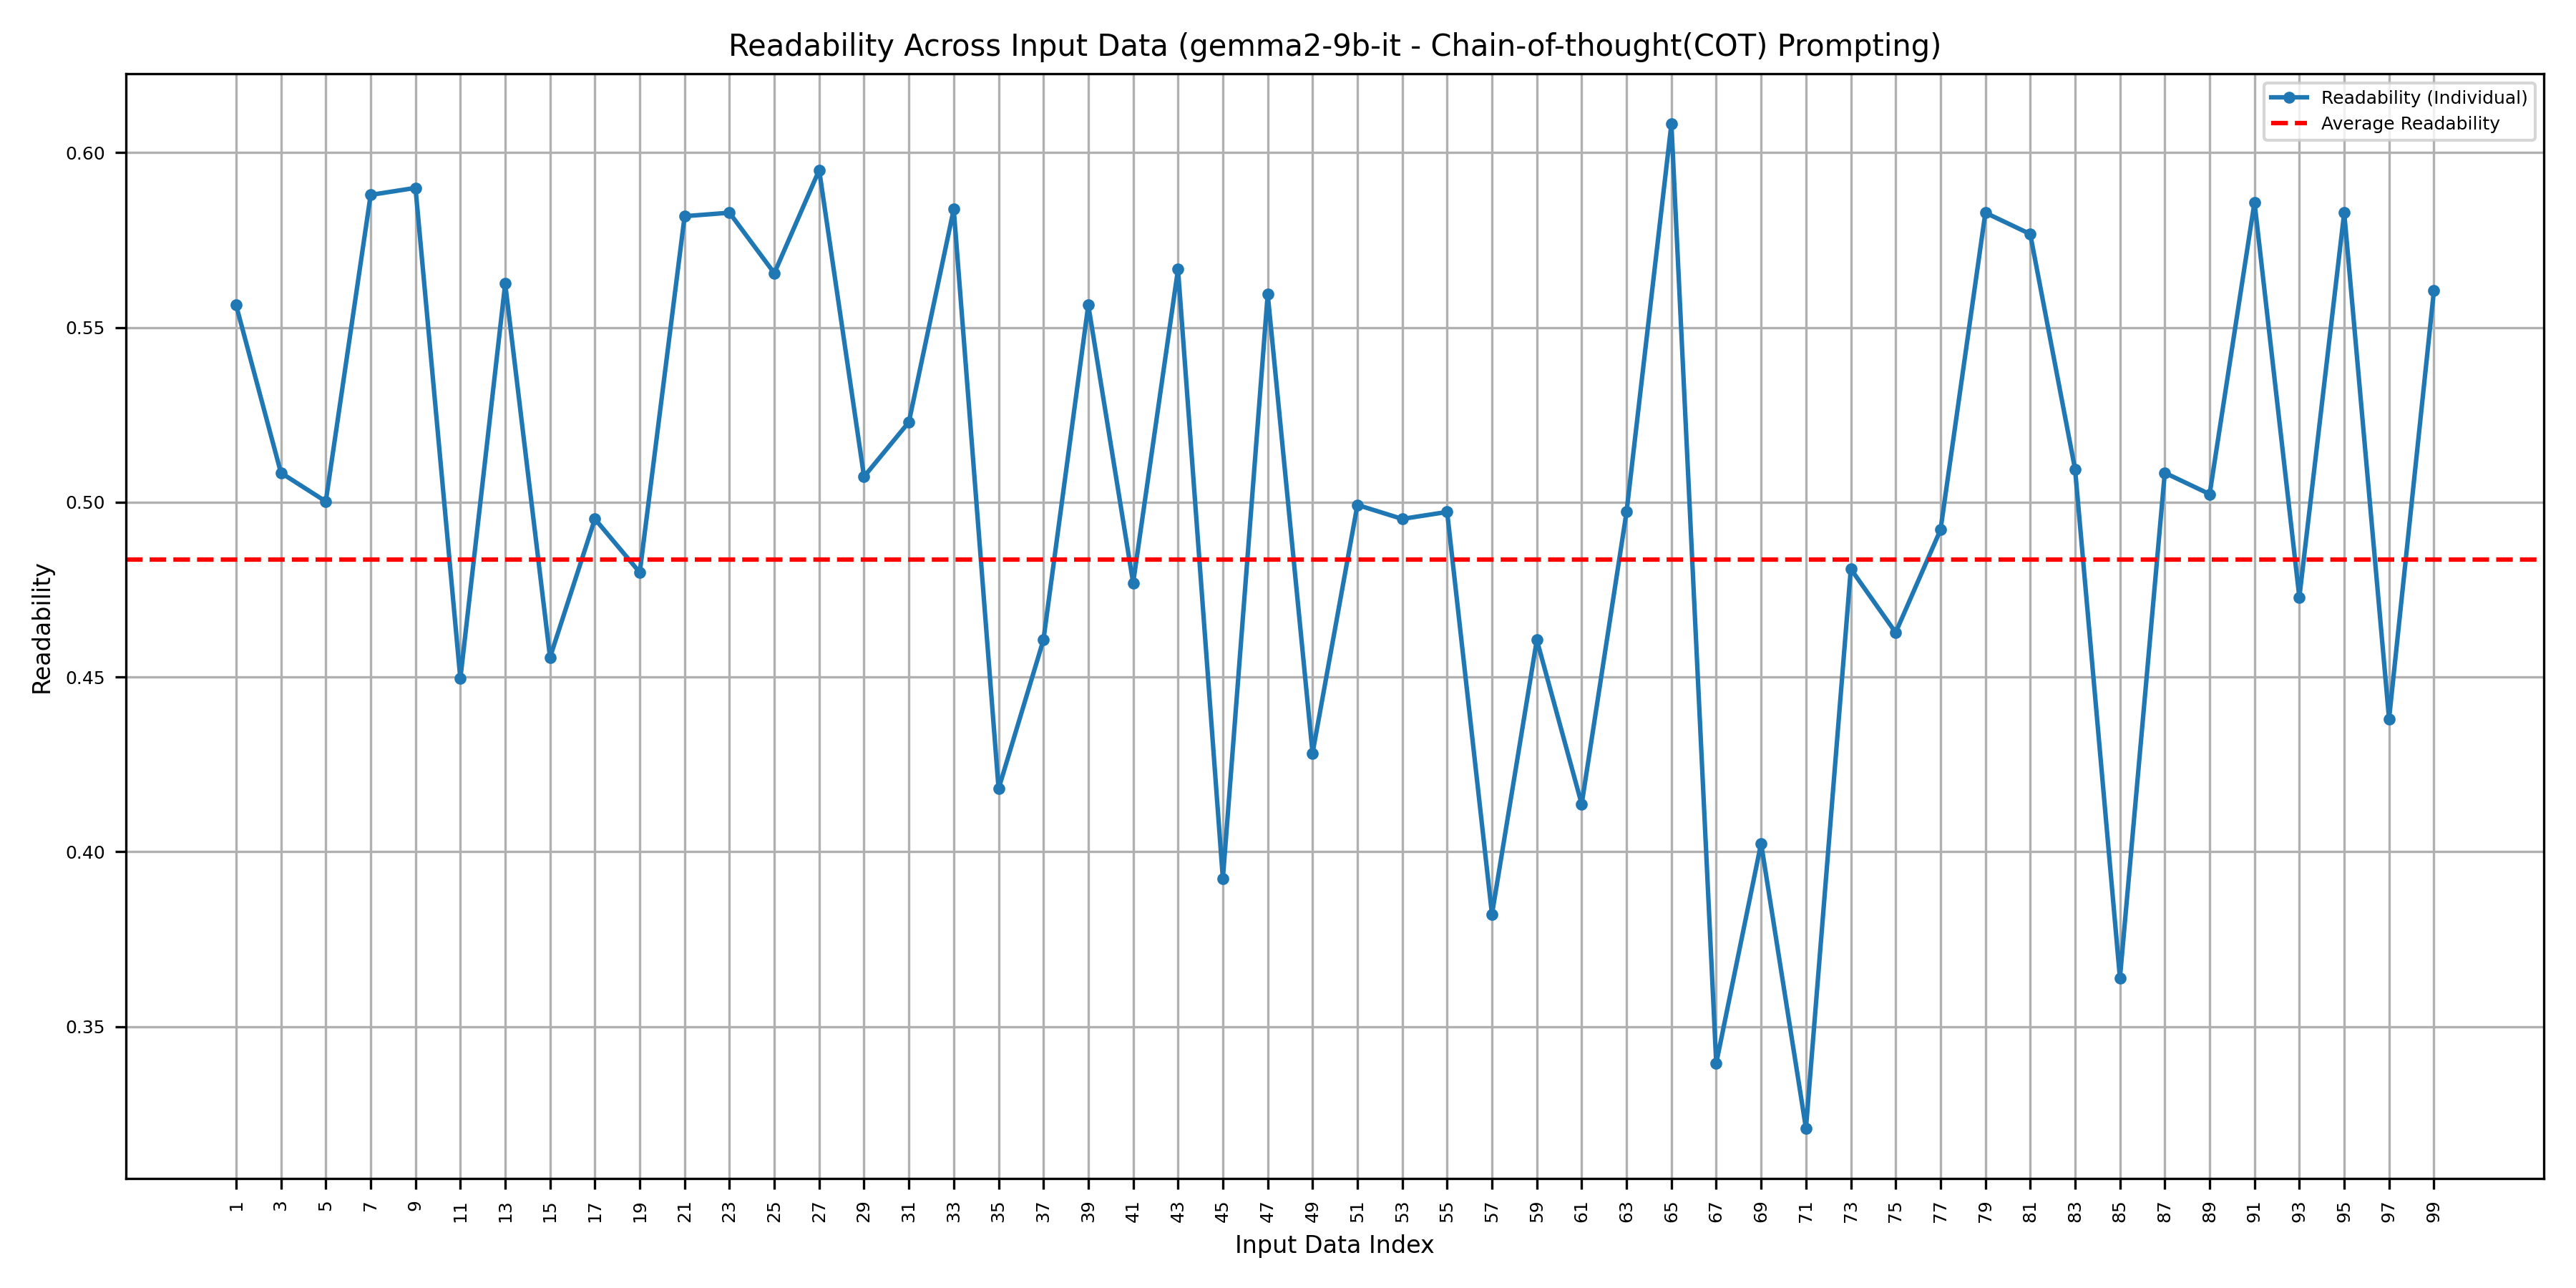 Readability Across Input Data (gemma2-9b-it - Chain-of-thought(COT) Prompting)
Readability (Individual)
Average Readability
0.60
0.55
0.50
0.45
0.40
0.35
Readability
1 3 5 7 9 11 13 15 17 19 21 23 25 27 29 31 33 35 37 39 41 43 45 47 49 51 53 55 57 59 61 63 65 67 69 71 73 75 77 79 81 83 85 87 89 91 93 95 97 99
Input Data Index